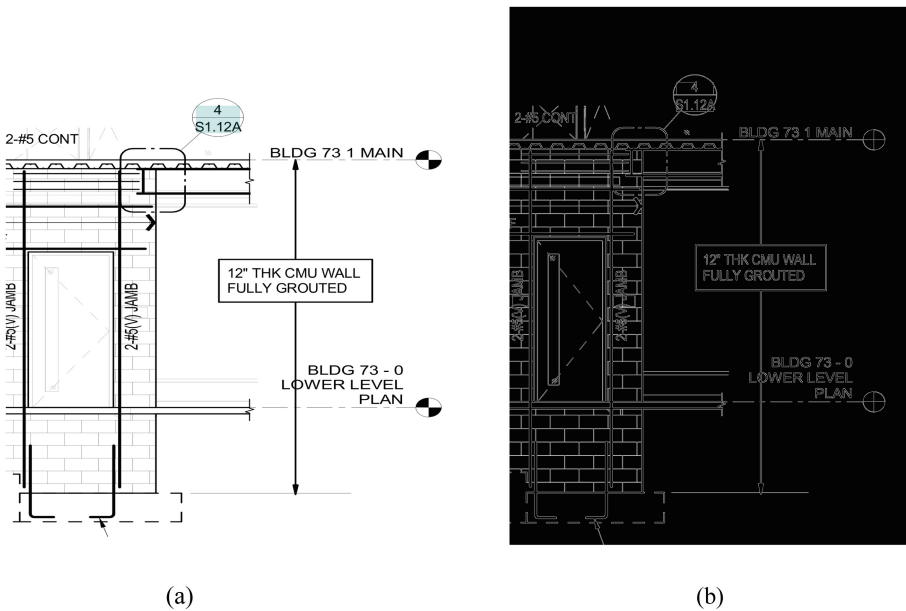 4
S1.12A
2-#5 CONT
BLDG 73 1 MAIN
12" THK CMU WALL
FULLY GROUTED
2-#5(V) JAMB
2-#5(V) JAMB
BLDG 73 - 0
LOWER LEVEL
PLAN
(a)
4
S1.12A
2-#5 CONT
BLDG 73 1 MAIN
12" THK CMU WALL
FULLY GROUTED
2-#5(V) JAMB
2-#5(V) JAMB
BLDG 73 - 0
LOWER LEVEL
PLAN
(b)